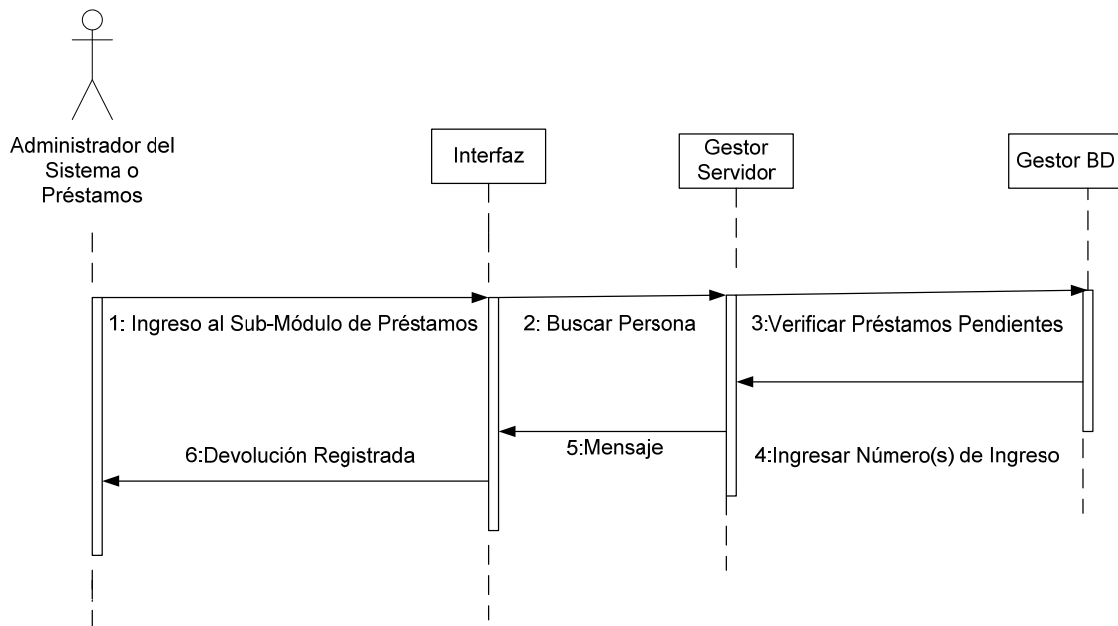 Administrador del
Sistema o
Préstamos
Interfaz
Gestor
Servidor
Gestor BD
1: Ingreso al Sub-Módulo de Préstamos
2: Buscar Persona
3:Verificar Préstamos Pendientes
6:Devolución Registrada
5:Mensaje
4:Ingresar Número(s) de Ingreso